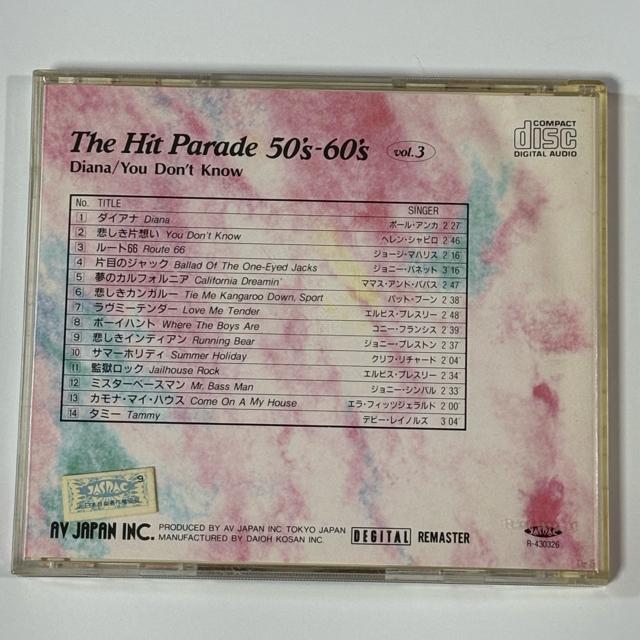 The Hit Parade 50's-60's vol.3
Diana/You Don't Know
COMPACT
disc
DIGITAL AUDIO
No. TITLE SINGER
1 ダイアナ Diana ポール・アンカ 2'27"
2 悲しき片想い You Don't Know ヘレン・シャピロ 2'46"
3 ルート66 Route 66 ジョージ・マハリス 2'16"
4 片目のジャック Ballad Of The One-Eyed Jacks ジョニー・バネット 3'16"
5 夢のカルフォルニア California Dreamin' ママス・アンド・パパス 2'47"
6 悲しきカンガルー Tie Me Kangaroo Down, Sport パット・ブーン 2'38"
7 ラヴミーテンダー Love Me Tender エルビス・プレスリー 2'48"
8 ボーイハント Where The Boys Are コニー・フランシス 2'39"
9 悲しきインディアン Running Bear ジョニー・プレストン 2'37"
10 サマーホリディ Summer Holiday クリフ・リチャード 2'04"
11 監獄ロック Jailhouse Rock エルビス・プレスリー 2'34"
12 ミスターベースマン Mr. Bass Man ジョニー・シンバル 2'33"
13 カモナ・マイ・ハウス Come On A My House エラ・フィッツジェラルド 2'00"
14 タミー Tammy デビー・レイノルズ 3'04"
JASRAC
9
AV JAPAN INC. PRODUCED BY AV JAPAN INC TOKYO JAPAN
MANUFACTURED BY DAIOH KOSAN INC.
DEGITAL REMASTER
JASRAC
R-430326